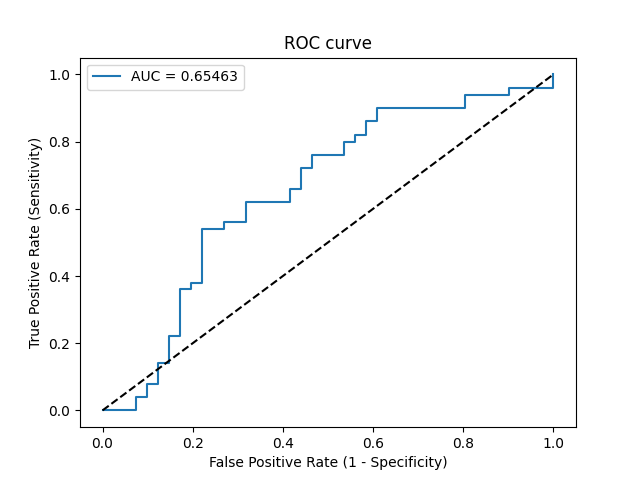 ROC curve
AUC = 0.65463
True Positive Rate (Sensitivity)
1.0
0.8
0.6
0.4
0.2
0.0
0.0 0.2 0.4 0.6 0.8 1.0
False Positive Rate (1 - Specificity)